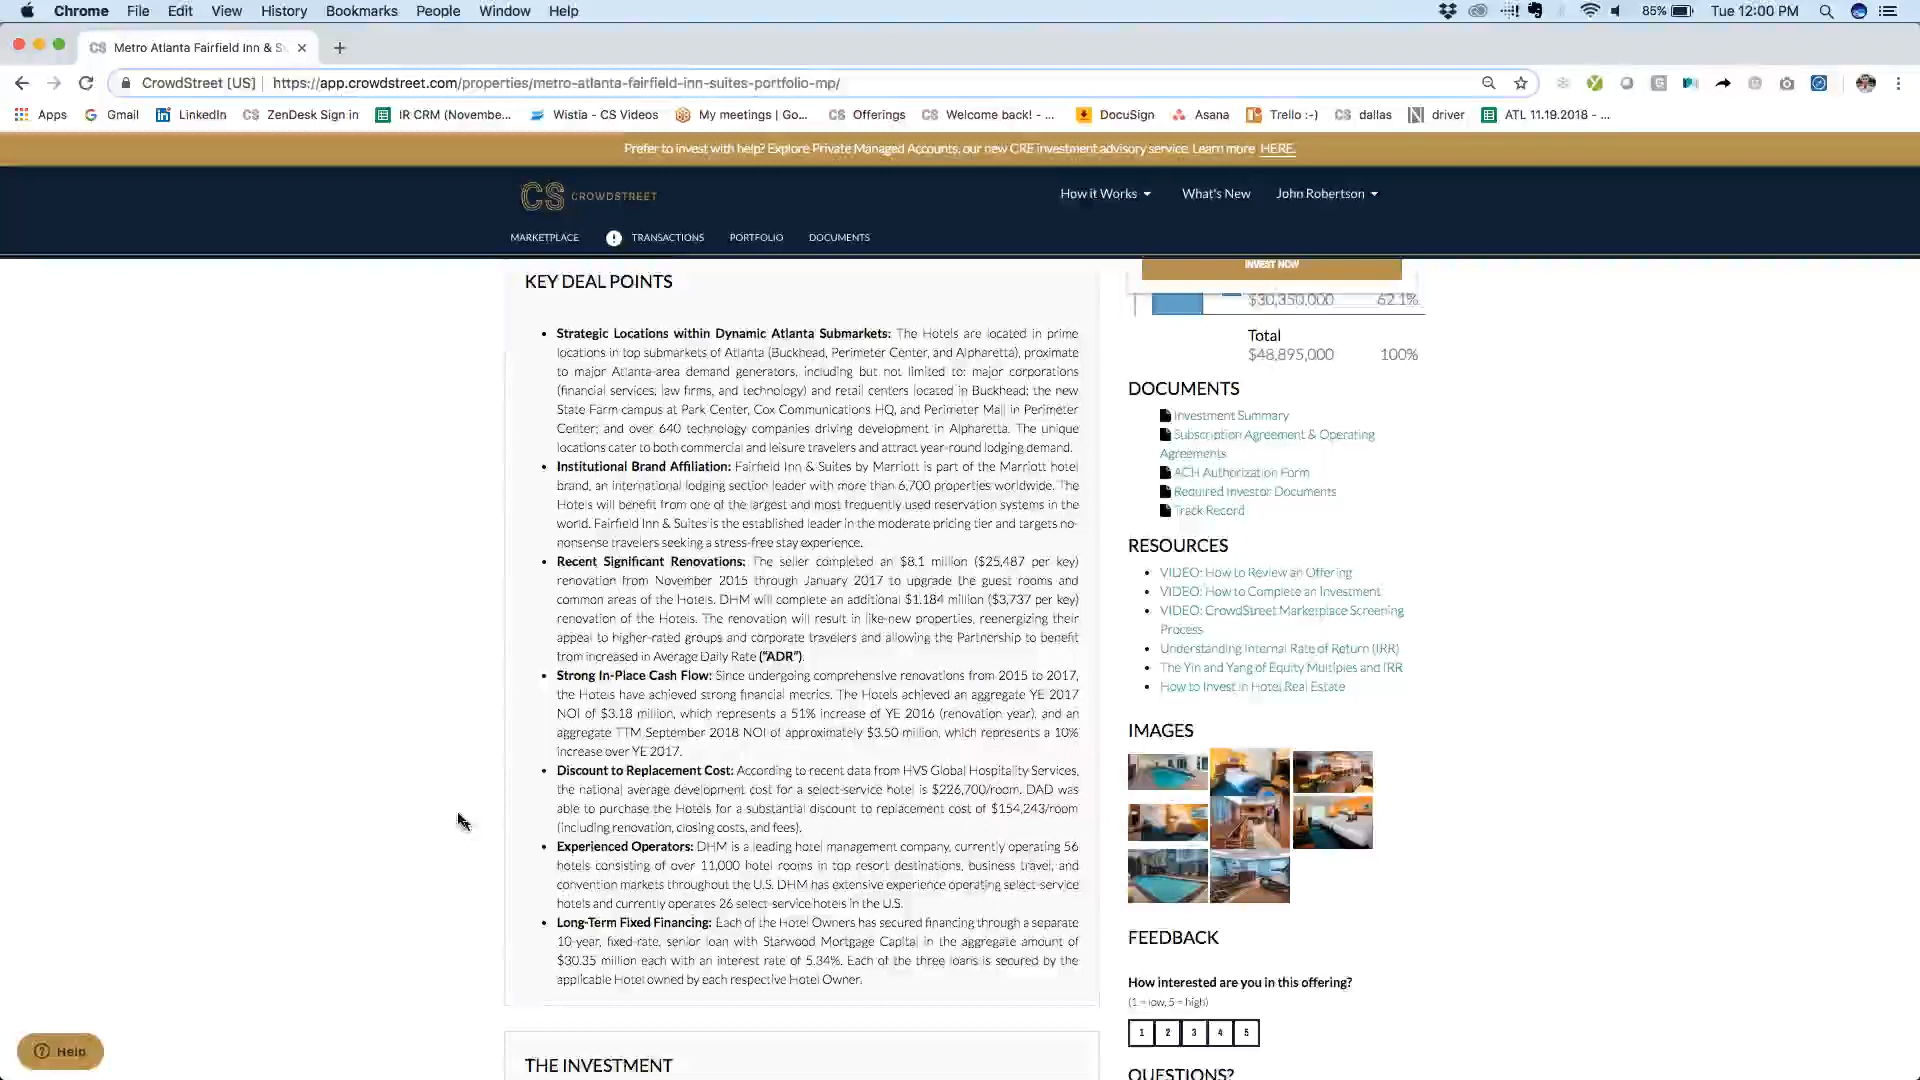 Chrome File Edit View History Bookmarks People Window Help
85% Tue 12:00 PM
CS Metro Atlanta Fairfield Inn & S
CrowdStreet [US] https://app.crowdstreet.com/properties/metro-atlanta-fairfield-inn-suites-portfolio-mp/
Apps Gmail LinkedIn ZenDesk Sign in IR CRM (Novembe... Wistia - CS Videos My meetings | Go... Offerings Welcome back! - ... DocuSign Asana Trello :-) dallas driver ATL 11.19.2018 - ...
Prefer to invest with help? Explore Private Managed Accounts, our new CRE investment advisory service. Learn more HERE.
CS CROWDSTREET
How it Works What's New John Robertson
MARKETPLACE TRANSACTIONS PORTFOLIO DOCUMENTS
KEY DEAL POINTS
• Strategic Locations within Dynamic Atlanta Submarkets: The Hotels are located in prime
locations in top submarkets of Atlanta (Buckhead, Perimeter Center, and Alpharetta), proximate
to major Atlanta-area demand generators, including but not limited to: major corporations
(financial services, law firms, and technology) and retail centers located in Buckhead; the new
State Farm campus at Park Center, Cox Communications HQ, and Perimeter Mall in Perimeter
Center; and over 640 technology companies driving development in Alpharetta. The unique
locations cater to both commercial and leisure travelers and attract year-round lodging demand.
• Institutional Brand Affiliation: Fairfield Inn & Suites by Marriott is part of the Marriott hotel
brand, an international lodging section leader with more than 6,700 properties worldwide. The
Hotels will benefit from one of the largest and most frequently used reservation systems in the
world. Fairfield Inn & Suites is the established leader in the moderate pricing tier and targets no-
nonsense travelers seeking a stress-free stay experience.
• Recent Significant Renovations: The seller completed an $8.1 million ($25,487 per key)
renovation from November 2015 through January 2017 to upgrade the guest rooms and
common areas of the Hotels. DHM will complete an additional $1.184 million ($3,737 per key)
renovation of the Hotels. The renovation will result in like-new properties, reenergizing their
appeal to higher-rated groups and corporate travelers and allowing the Partnership to benefit
from increased in Average Daily Rate (“ADR”).
• Strong In-Place Cash Flow: Since undergoing comprehensive renovations from 2015 to 2017,
the Hotels have achieved strong financial metrics. The Hotels achieved an aggregate YE 2017
NOI of $3.18 million, which represents a 51% increase of YE 2016 (renovation year), and an
aggregate TTM September 2018 NOI of approximately $3.50 million, which represents a 10%
increase over YE 2017.
• Discount to Replacement Cost: According to recent data from HVS Global Hospitality Services,
the national average development cost for a select-service hotel is $226,700/room. DAD was
able to purchase the Hotels for a substantial discount to replacement cost of $154,243/room
(including renovation, closing costs, and fees).
• Experienced Operators: DHM is a leading hotel management company, currently operating 56
hotels consisting of over 11,000 hotel rooms in top resort destinations, business travel, and
convention markets throughout the U.S. DHM has extensive experience operating select-service
hotels and currently operates 26 select-service hotels in the U.S.
• Long-Term Fixed Financing: Each of the Hotel Owners has secured financing through a separate
10-year, fixed-rate, senior loan with Starwood Mortgage Capital in the aggregate amount of
$30.35 million each with an interest rate of 5.34%. Each of the three loans is secured by the
applicable Hotel owned by each respective Hotel Owner.
THE INVESTMENT
INVEST NOW
$30,350,000 62.1%
Total
$48,895,000 100%
DOCUMENTS
Investment Summary
Subscription Agreement & Operating
Agreements
ACH Authorization Form
Required Investor Documents
Track Record
RESOURCES
• VIDEO: How to Review an Offering
• VIDEO: How to Complete an Investment
• VIDEO: CrowdStreet Marketplace Screening
Process
• Understanding Internal Rate of Return (IRR)
• The Yin and Yang of Equity Multiples and IRR
• How to Invest in Hotel Real Estate
IMAGES
FEEDBACK
How interested are you in this offering?
(1 = low, 5 = high)
1 2 3 4 5
QUESTIONS?
Help